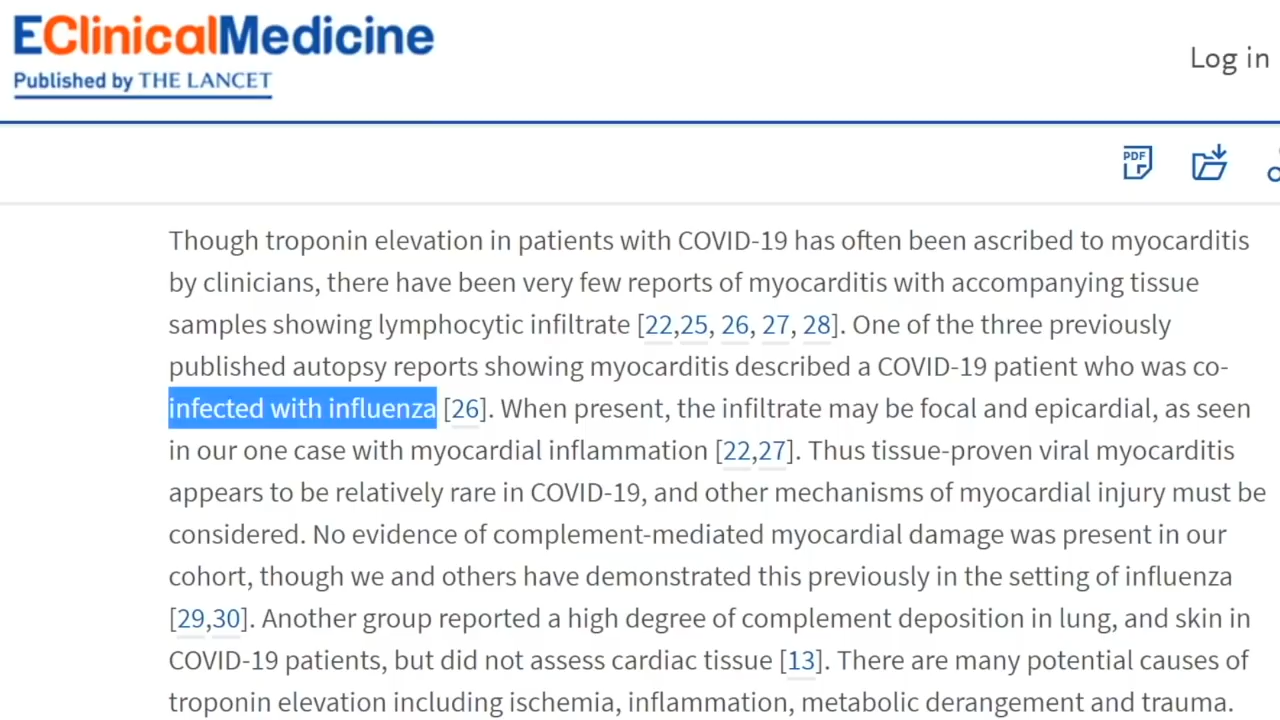 EClinicalMedicine
Log in
Published by THE LANCET
PDF
Though troponin elevation in patients with COVID-19 has often been ascribed to myocarditis
by clinicians, there have been very few reports of myocarditis with accompanying tissue
samples showing lymphocytic infiltrate [22,25, 26, 27, 28]. One of the three previously
published autopsy reports showing myocarditis described a COVID-19 patient who was co-
infected with influenza [26]. When present, the infiltrate may be focal and epicardial, as seen
in our one case with myocardial inflammation [22,27]. Thus tissue-proven viral myocarditis
appears to be relatively rare in COVID-19, and other mechanisms of myocardial injury must be
considered. No evidence of complement-mediated myocardial damage was present in our
cohort, though we and others have demonstrated this previously in the setting of influenza
[29,30]. Another group reported a high degree of complement deposition in lung, and skin in
COVID-19 patients, but did not assess cardiac tissue [13]. There are many potential causes of
troponin elevation including ischemia, inflammation, metabolic derangement and trauma.